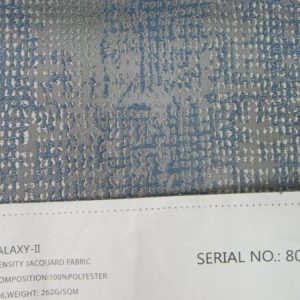 ALAXY-II
ENSITY JACQUARD FABRIC
OMPOSITION:100%POLYESTER
6,WEIGHT: 262G/SQM
SERIAL NO.: 80